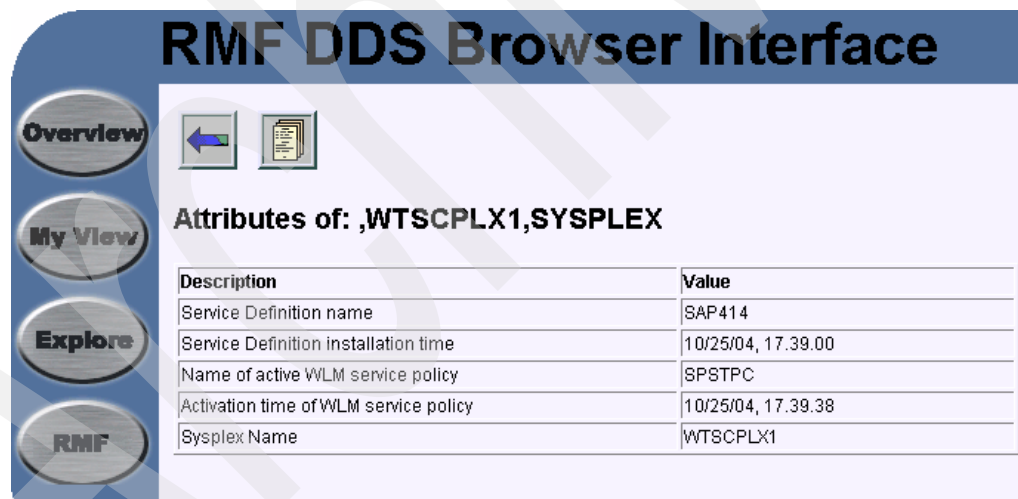 RMF DDS Browser Interface
Overview
My View
Explore
RMF
Attributes of: ,WTSCPLX1,SYSPLEX
Description Value
Service Definition name SAP414
Service Definition installation time 10/25/04, 17.39.00
Name of active WLM service policy SPSTPC
Activation time of WLM service policy 10/25/04, 17.39.38
Sysplex Name WTSCPLX1